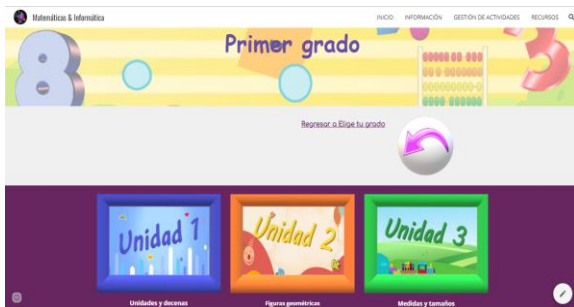 Matemáticas & Informática
INICIO INFORMACIÓN GESTIÓN DE ACTIVIDADES RECURSOS
Primer grado
Regresar a Elige tu grado
Unidad 1
Unidad 2
Unidad 3
Unidades y decenas
Figuras geométricas
Medidas y tamaños